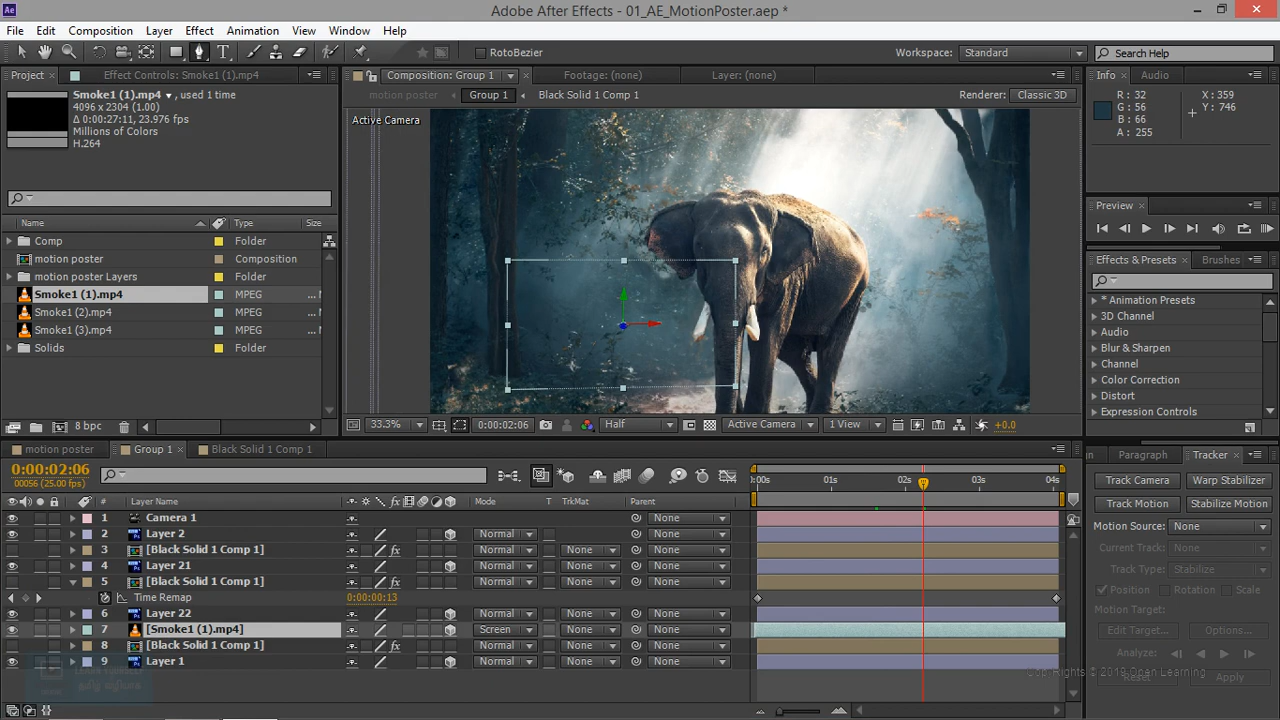 Adobe After Effects - 01_AE_MotionPoster.aep *
File Edit Composition Layer Effect Animation View Window Help
RotoBezier
Workspace: Standard
Search Help
Project
Effect Controls: Smoke1 (1).mp4
Composition: Group 1
Footage: (none)
Layer: (none)
Info
Audio
motion poster
Group 1
Black Solid 1 Comp 1
Renderer: Classic 3D
Smoke1 (1).mp4 , used 1 time
4096 x 2304 (1.00)
Δ 0:00:27:11, 23.976 fps
Millions of Colors
H.264
Active Camera
R: 32
G: 56
B: 66
A: 255
X: 359
Y: 746
Preview
Name Type Size
Comp Folder
motion poster Composition
motion poster Layers Folder
Smoke1 (1).mp4 MPEG ... M
Smoke1 (2).mp4 MPEG ... M
Smoke1 (3).mp4 MPEG ... M
Solids Folder
Effects & Presets
Brushes
* Animation Presets
3D Channel
Audio
Blur & Sharpen
Channel
Color Correction
Distort
Expression Controls
8 bpc
33.3% 0:00:02:06 Half Active Camera 1 View +0.0
motion poster
Group 1
Black Solid 1 Comp 1
0:00:02:06
00056 (25.00 fps)
# Layer Name Mode T TrkMat Parent
0:00s 01s 02s 03s 04s
1 Camera 1 None
2 Layer 2 Normal None
3 [Black Solid 1 Comp 1] fx Normal None None
4 Layer 21 Normal None None
5 [Black Solid 1 Comp 1] fx Normal None None
Time Remap 0:00:00:13
6 Layer 22 Normal None None
7 [Smoke1 (1).mp4] Screen None None
8 [Black Solid 1 Comp 1] fx Normal None None
9 Layer 1 Normal None None
Paragraph
Tracker
Track Camera
Warp Stabilizer
Track Motion
Stabilize Motion
Motion Source: None
Current Track: None
Track Type: Stabilize
Position Rotation Scale
Motion Target:
Edit Target...
Options...
Analyze:
Reset
Apply
© 2019 Open Learning